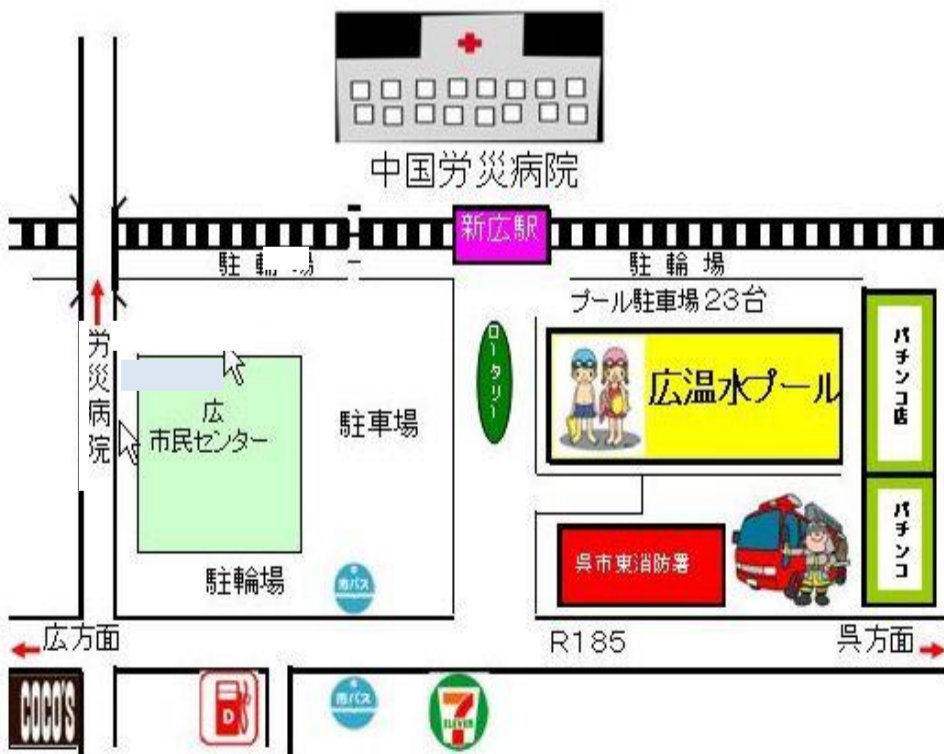 中国労災病院
新広駅
駐輪場
駐輪場
プール駐車場23台
労災病院
ロータリー
広温水プール
パチンコ店
広
市民センター
駐車場
パチンコ
呉市東消防署
駐輪場
市バス
広方面
R185
呉方面
COCO'S
D
市バス
7
ELEVEN